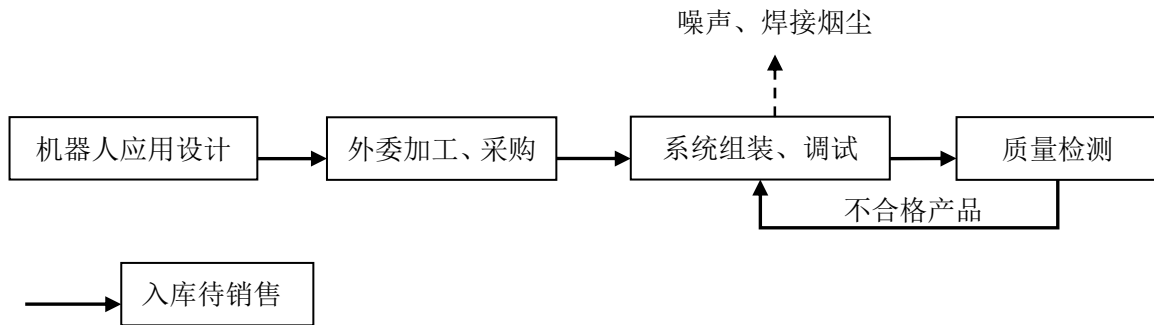 噪声、焊接烟尘
机器人应用设计
外委加工、采购
系统组装、调试
质量检测
不合格产品
入库待销售